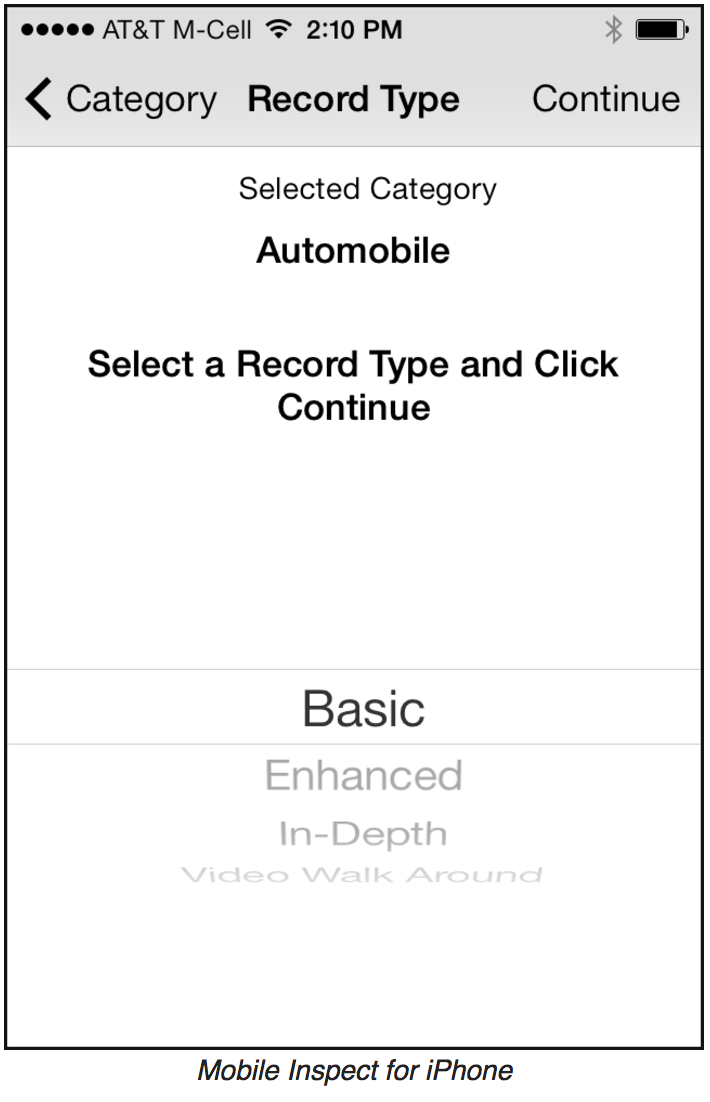 AT&T M-Cell 2:10 PM
Category Record Type Continue
Selected Category
Automobile
Select a Record Type and Click
Continue
Basic
Enhanced
In-Depth
Video Walk Around
Mobile Inspect for iPhone